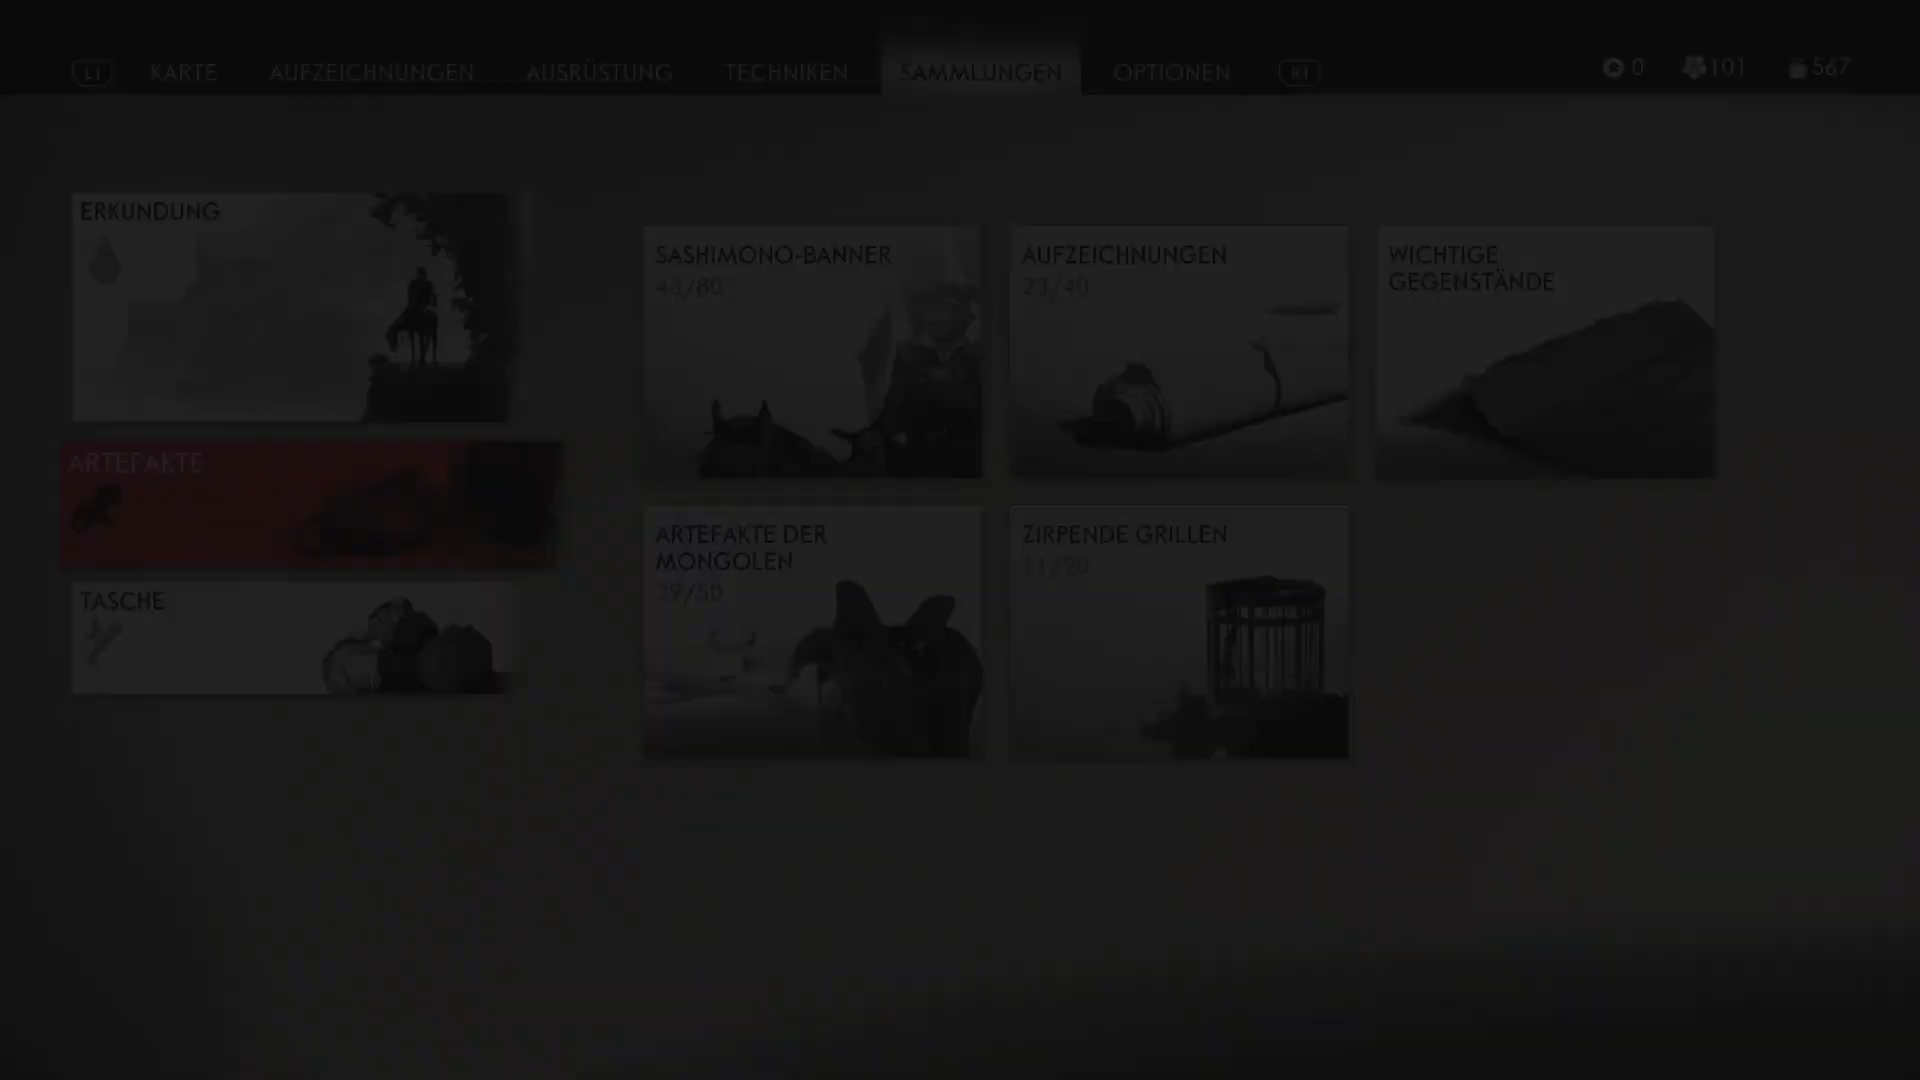 L1 KARTE AUFZEICHNUNGEN AUSRÜSTUNG TECHNIKEN SAMMLUNGEN OPTIONEN R1 0 101 567
ERKUNDUNG
ARTEFAKTE
TASCHE
SASHIMONO-BANNER
43/80
AUFZEICHNUNGEN
23/40
WICHTIGE
GEGENSTÄNDE
ARTEFAKTE DER
MONGOLEN
29/50
ZIRPENDE GRILLEN
11/20